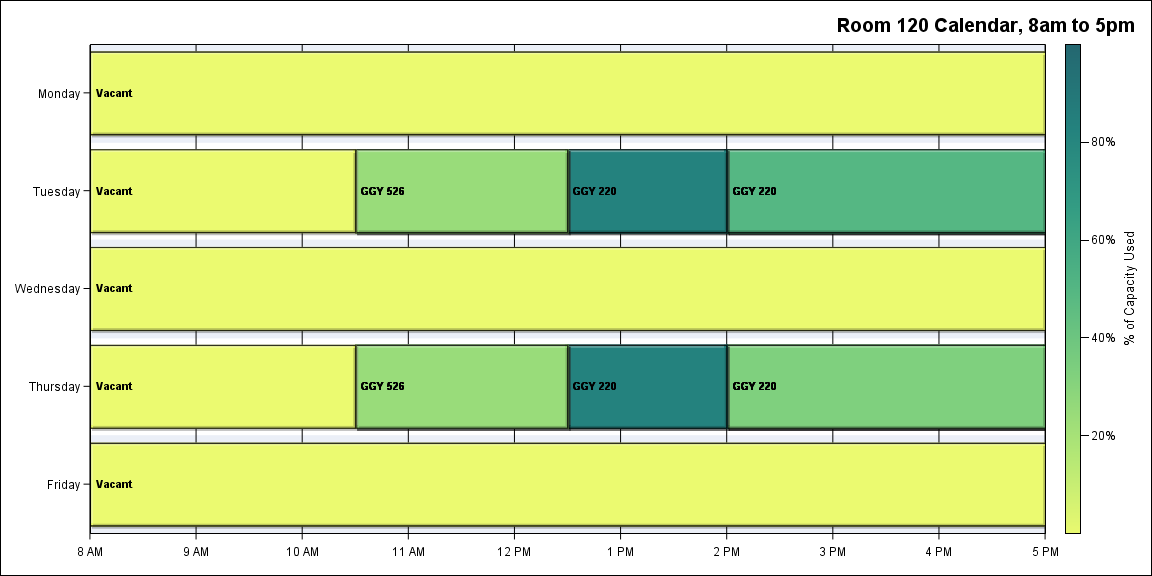 Room 120 Calendar, 8am to 5pm
Monday
Vacant
Tuesday
Vacant
GGY 526
GGY 220
GGY 220
Wednesday
Vacant
Thursday
Vacant
GGY 526
GGY 220
GGY 220
Friday
Vacant
8 AM
9 AM
10 AM
11 AM
12 PM
1 PM
2 PM
3 PM
4 PM
5 PM
80%
60%
40%
20%
% of Capacity Used